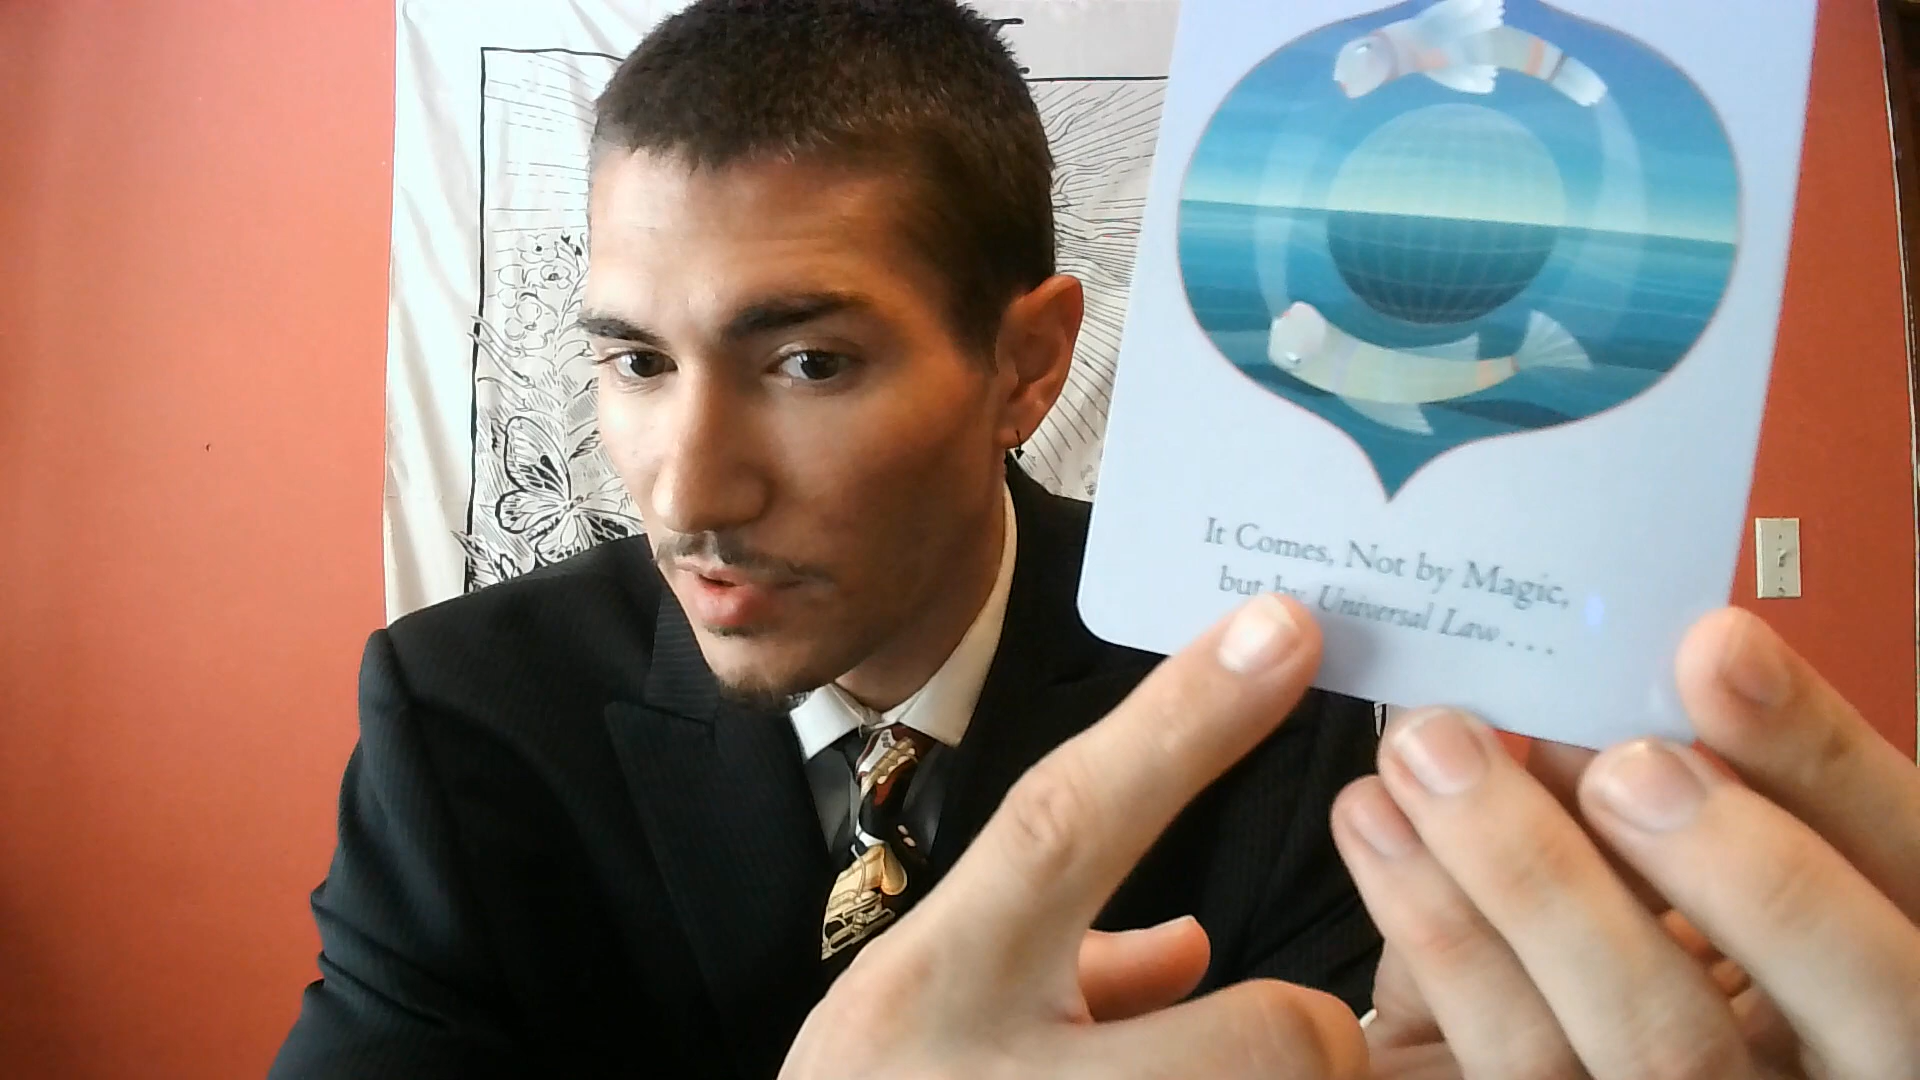 It Comes, Not by Magic,
but by Universal Law . . .